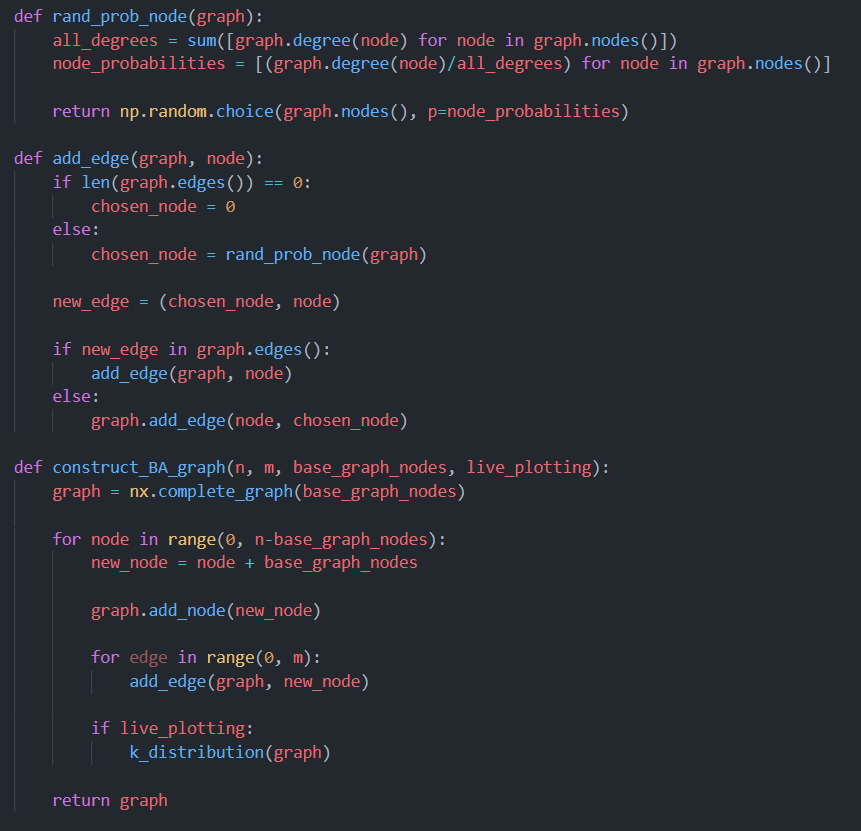 def rand_prob_node(graph):
    all_degrees = sum([graph.degree(node) for node in graph.nodes()])
    node_probabilities = [(graph.degree(node)/all_degrees) for node in graph.nodes()]

    return np.random.choice(graph.nodes(), p=node_probabilities)

def add_edge(graph, node):
    if len(graph.edges()) == 0:
        chosen_node = 0
    else:
        chosen_node = rand_prob_node(graph)

    new_edge = (chosen_node, node)

    if new_edge in graph.edges():
        add_edge(graph, node)
    else:
        graph.add_edge(node, chosen_node)

def construct_BA_graph(n, m, base_graph_nodes, live_plotting):
    graph = nx.complete_graph(base_graph_nodes)

    for node in range(0, n-base_graph_nodes):
        new_node = node + base_graph_nodes

        graph.add_node(new_node)

        for edge in range(0, m):
            add_edge(graph, new_node)

        if live_plotting:
            k_distribution(graph)

    return graph